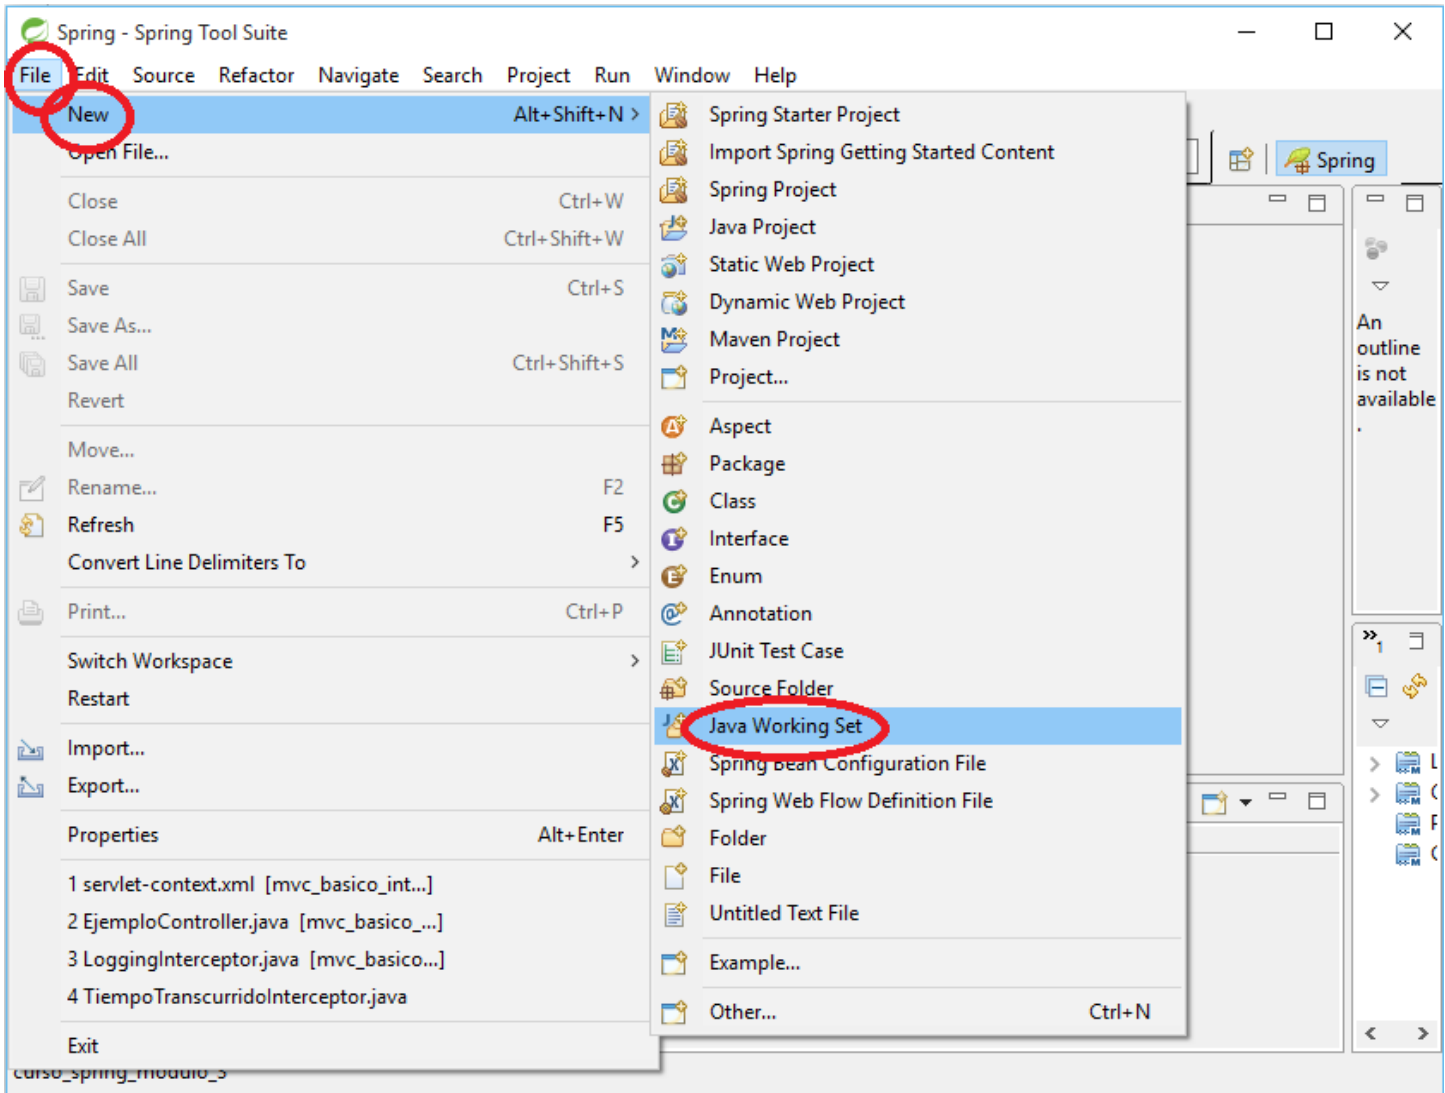 Spring - Spring Tool Suite
File Edit Source Refactor Navigate Search Project Run Window Help
New Alt+Shift+N >
Open File...
Close Ctrl+W
Close All Ctrl+Shift+W
Save Ctrl+S
Save As...
Save All Ctrl+Shift+S
Revert
Move...
Rename... F2
Refresh F5
Convert Line Delimiters To >
Print... Ctrl+P
Switch Workspace >
Restart
Import...
Export...
Properties Alt+Enter
1 servlet-context.xml [mvc_basico_int...]
2 EjemploController.java [mvc_basico_...]
3 LoggingInterceptor.java [mvc_basico...]
4 TiempoTranscurridoInterceptor.java
Exit
Spring Starter Project
Import Spring Getting Started Content
Spring Project
Java Project
Static Web Project
Dynamic Web Project
Maven Project
Project...
Aspect
Package
Class
Interface
Enum
Annotation
JUnit Test Case
Source Folder
Java Working Set
Spring Bean Configuration File
Spring Web Flow Definition File
Folder
File
Untitled Text File
Example...
Other... Ctrl+N
Spring
An
outline
is not
available
.
»1
curso_spring_modulo_3